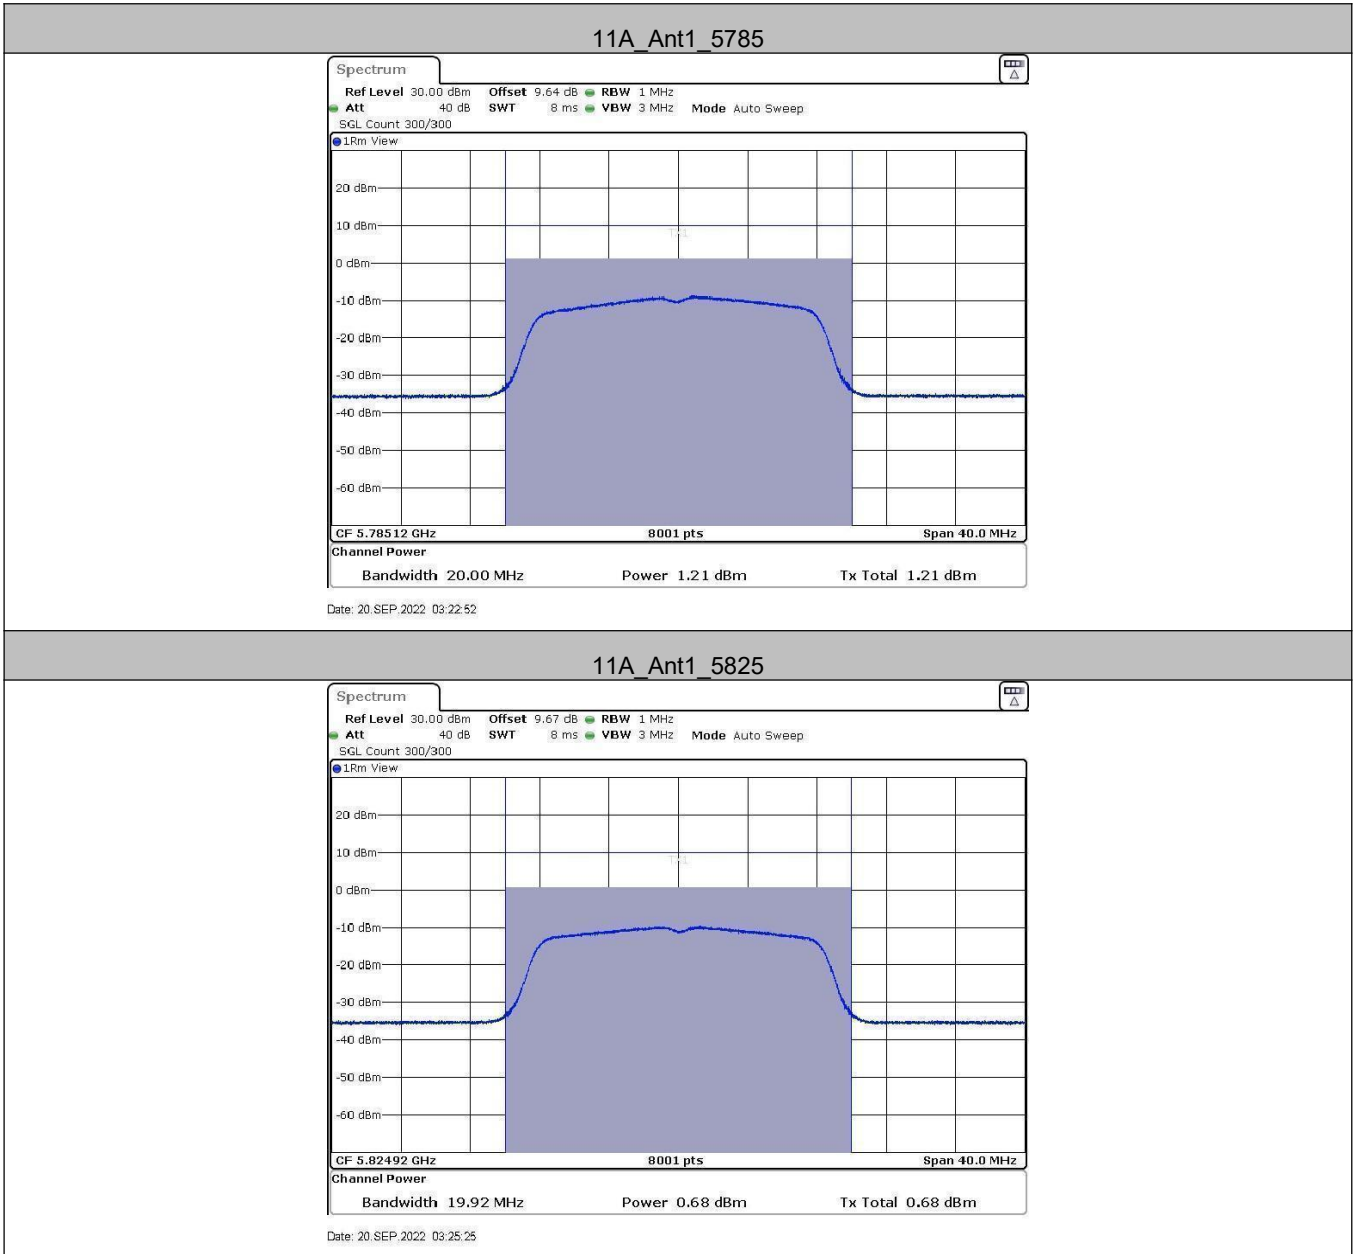 11A_Ant1_5785
Spectrum
Ref Level 30.00 dBm Offset 9.64 dB RBW 1 MHz
Att 40 dB SWT 8 ms VBW 3 MHz Mode Auto Sweep
SGL Count 300/300
1Rm View
20 dBm
10 dBm
0 dBm
-10 dBm
-20 dBm
-30 dBm
-40 dBm
-50 dBm
-60 dBm
CF 5.78512 GHz 8001 pts Span 40.0 MHz
Channel Power
Bandwidth 20.00 MHz Power 1.21 dBm Tx Total 1.21 dBm
Date: 20.SEP.2022 03:22:52
11A_Ant1_5825
Spectrum
Ref Level 30.00 dBm Offset 9.67 dB RBW 1 MHz
Att 40 dB SWT 8 ms VBW 3 MHz Mode Auto Sweep
SGL Count 300/300
1Rm View
20 dBm
10 dBm
0 dBm
-10 dBm
-20 dBm
-30 dBm
-40 dBm
-50 dBm
-60 dBm
CF 5.82492 GHz 8001 pts Span 40.0 MHz
Channel Power
Bandwidth 19.92 MHz Power 0.68 dBm Tx Total 0.68 dBm
Date: 20.SEP.2022 03:25:25